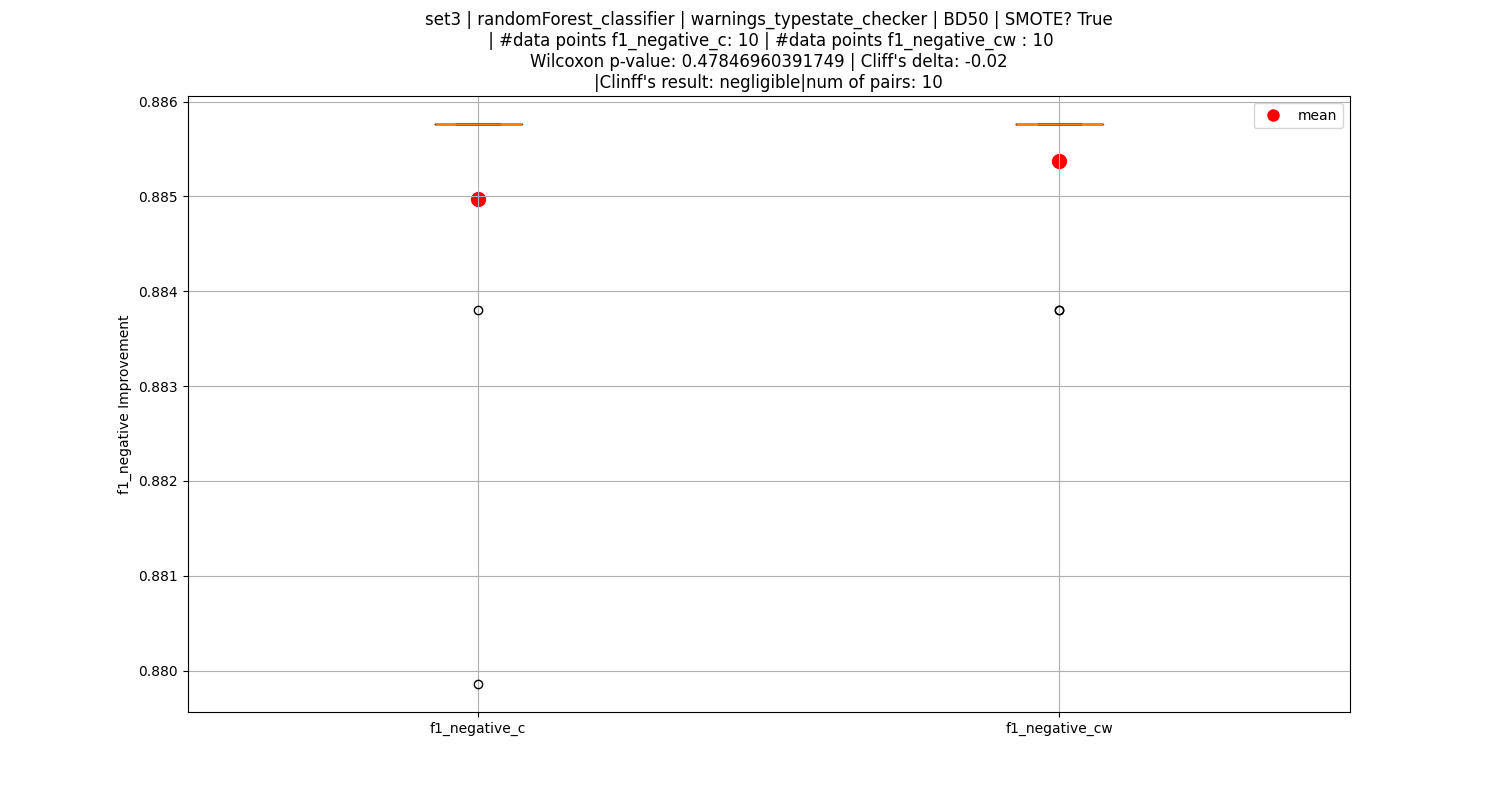 set3 | randomForest_classifier | warnings_typestate_checker | BD50 | SMOTE? True
| #data points f1_negative_c: 10 | #data points f1_negative_cw : 10
Wilcoxon p-value: 0.47846960391749 | Cliff's delta: -0.02
|Clinff's result: negligible|num of pairs: 10
mean
f1_negative Improvement
0.886
0.885
0.884
0.883
0.882
0.881
0.880
f1_negative_c
f1_negative_cw